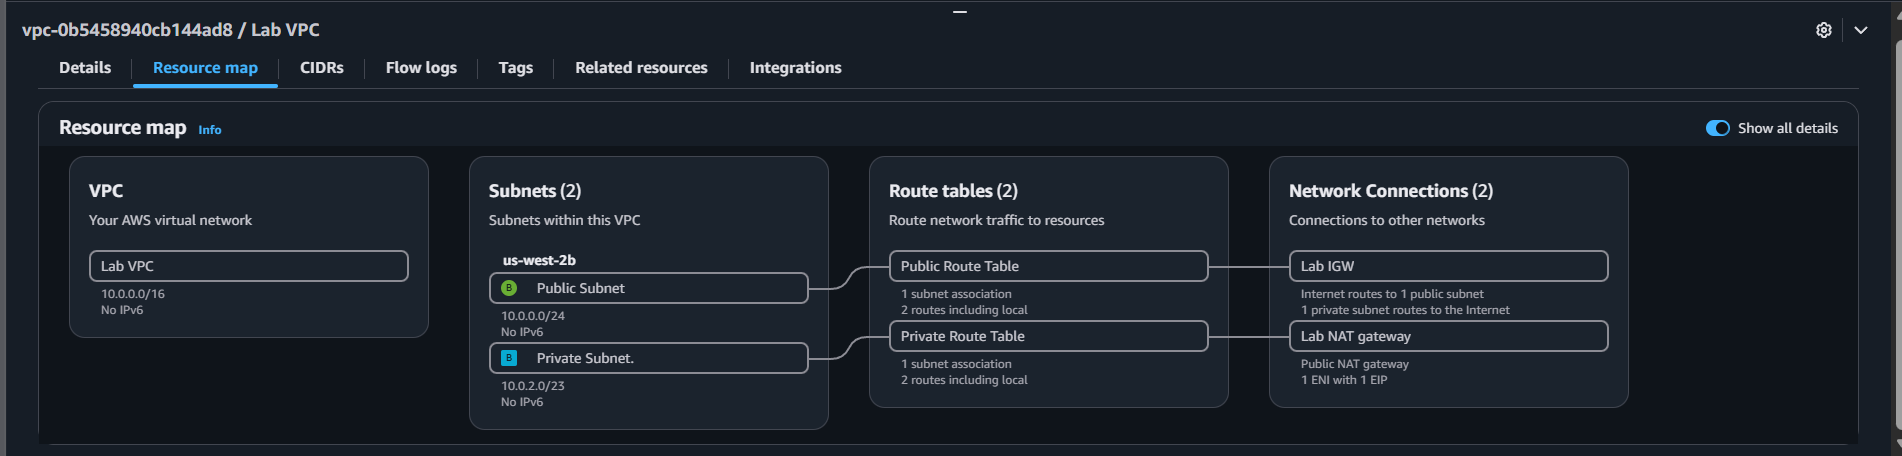 vpc-0b5458940cb144ad8 / Lab VPC
Details
Resource map
CIDRs
Flow logs
Tags
Related resources
Integrations
Resource map Info
Show all details
VPC
Your AWS virtual network
Lab VPC
10.0.0.0/16
No IPv6
Subnets (2)
Subnets within this VPC
us-west-2b
B Public Subnet
10.0.0.0/24
No IPv6
B Private Subnet.
10.0.2.0/23
No IPv6
Route tables (2)
Route network traffic to resources
Public Route Table
1 subnet association
2 routes including local
Private Route Table
1 subnet association
2 routes including local
Network Connections (2)
Connections to other networks
Lab IGW
Internet routes to 1 public subnet
1 private subnet routes to the Internet
Lab NAT gateway
Public NAT gateway
1 ENI with 1 EIP